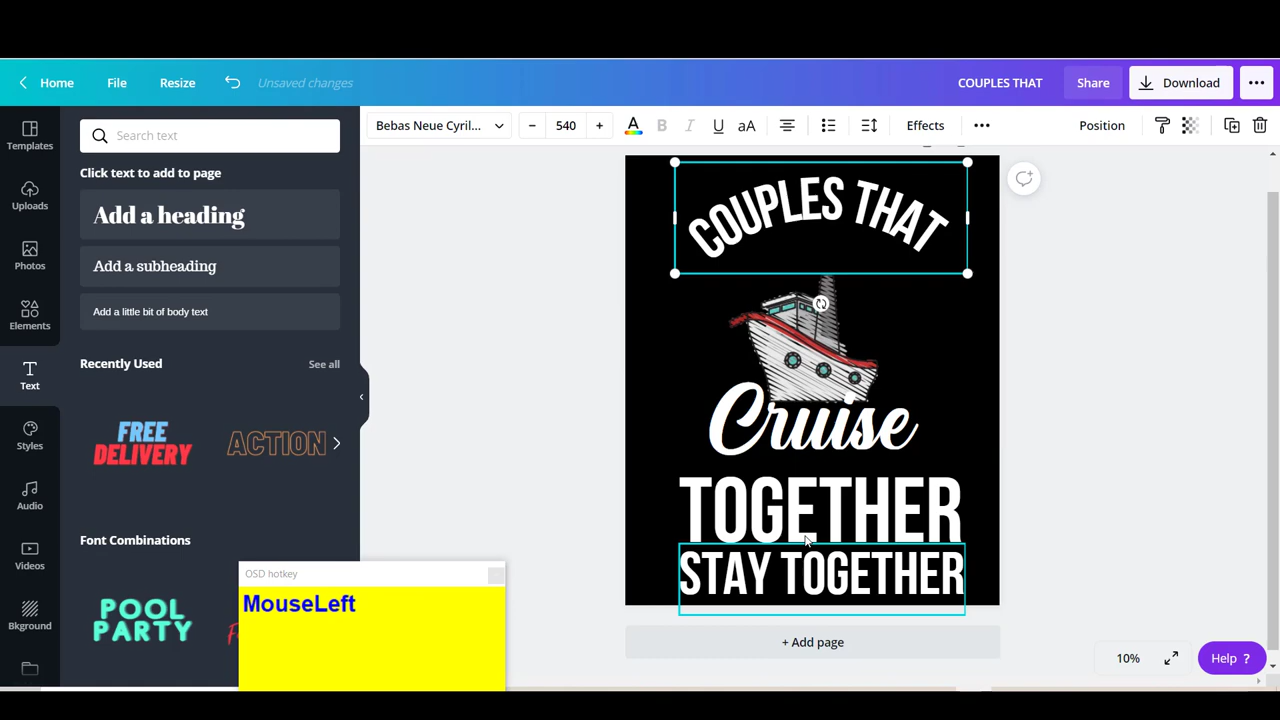 Home
File
Resize
Unsaved changes
COUPLES THAT
Share
Download
Templates
Uploads
Photos
Elements
Text
Styles
Audio
Videos
Bkground
Search text
Click text to add to page
Add a heading
Add a subheading
Add a little bit of body text
Recently Used
See all
FREE
DELIVERY
ACTION
Font Combinations
POOL
PARTY
OSD hotkey
MouseLeft
Bebas Neue Cyril...
540
A
B
I
U
aA
Effects
Position
COUPLES THAT
Cruise
TOGETHER
STAY TOGETHER
+ Add page
10%
Help ?